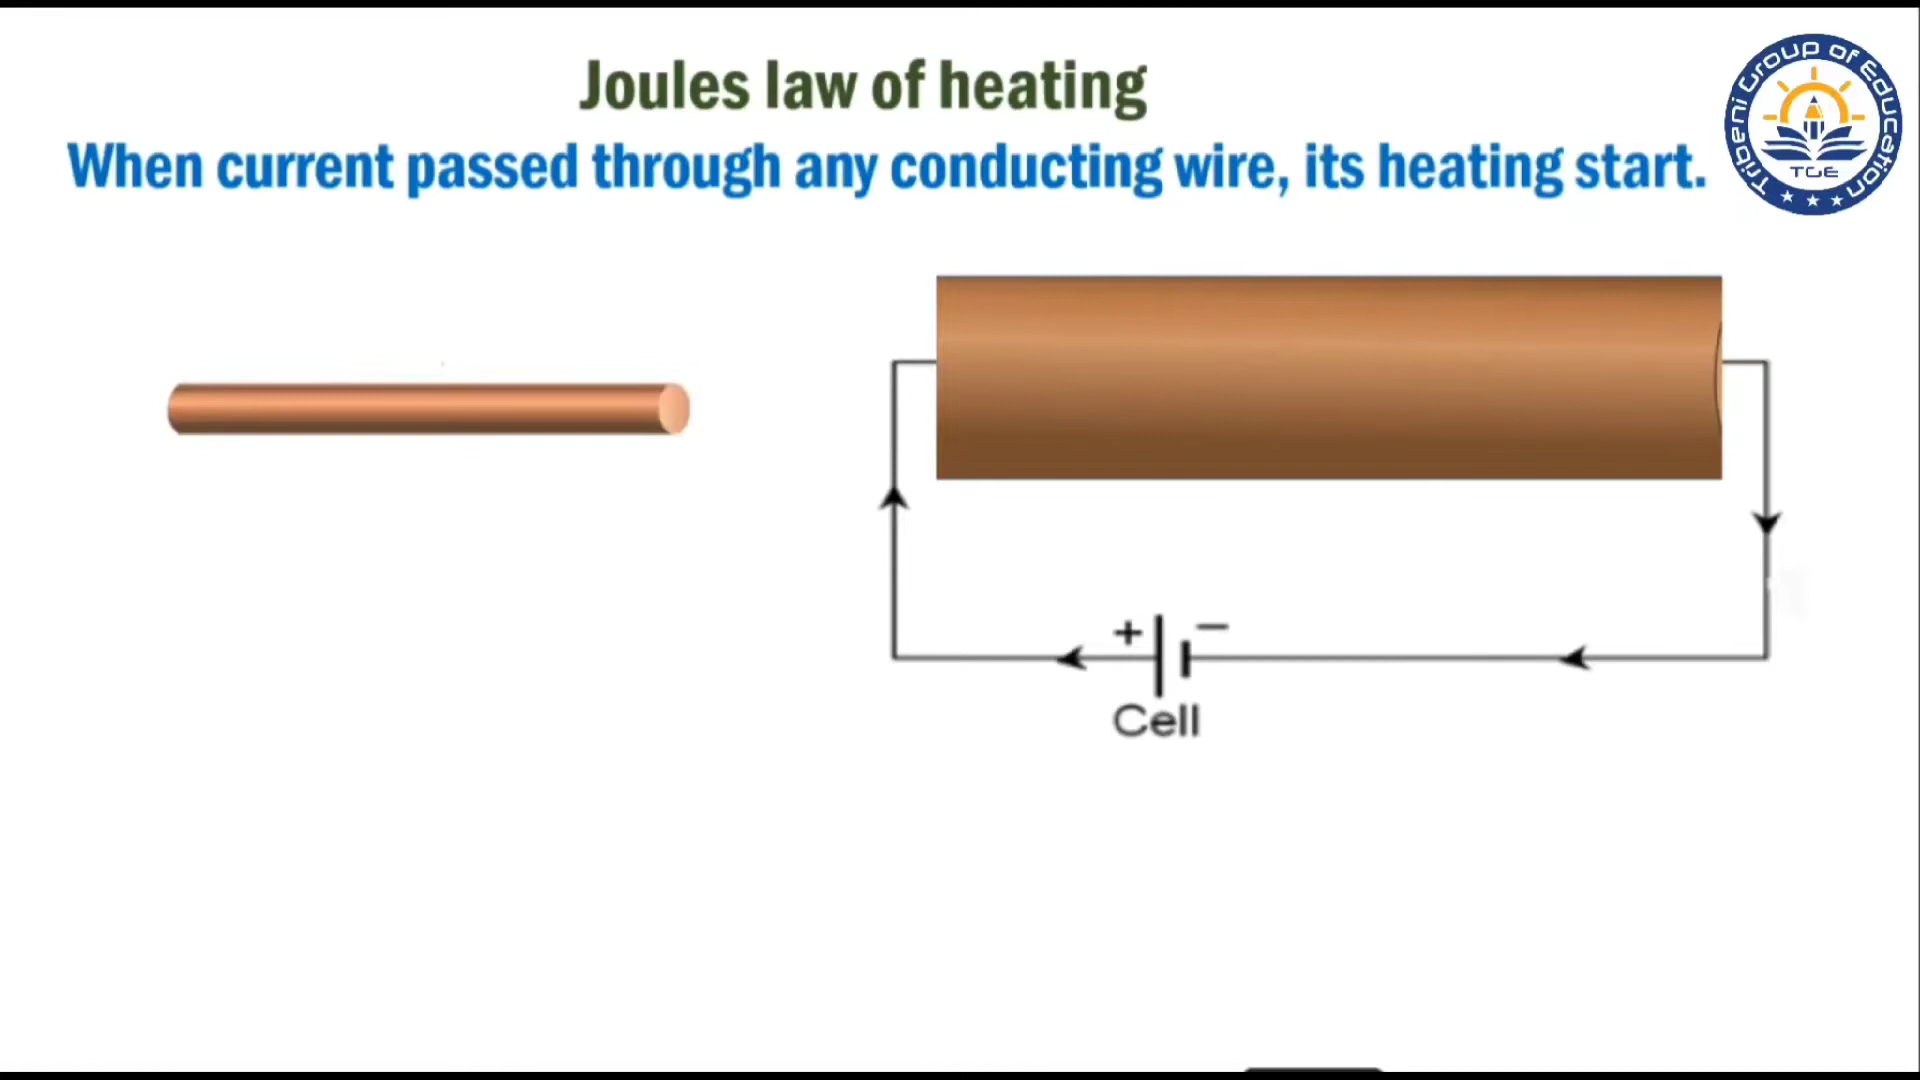 Joules law of heating
When current passed through any conducting wire, its heating start.
Tribeni Group of Education
TGE
+ −
Cell